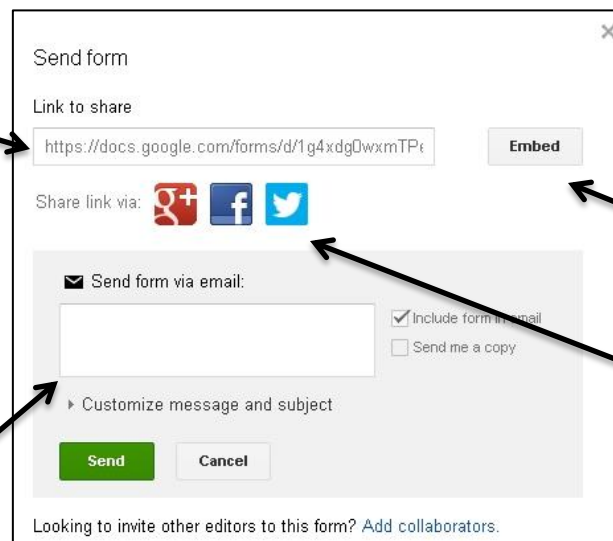 Send form
Link to share
https://docs.google.com/forms/d/1g4xdg0wxmTPe
Embed
Share link via:
g+ f
Send form via email:
Include form in email
Send me a copy
Customize message and subject
Send Cancel
Looking to invite other editors to this form? Add collaborators.